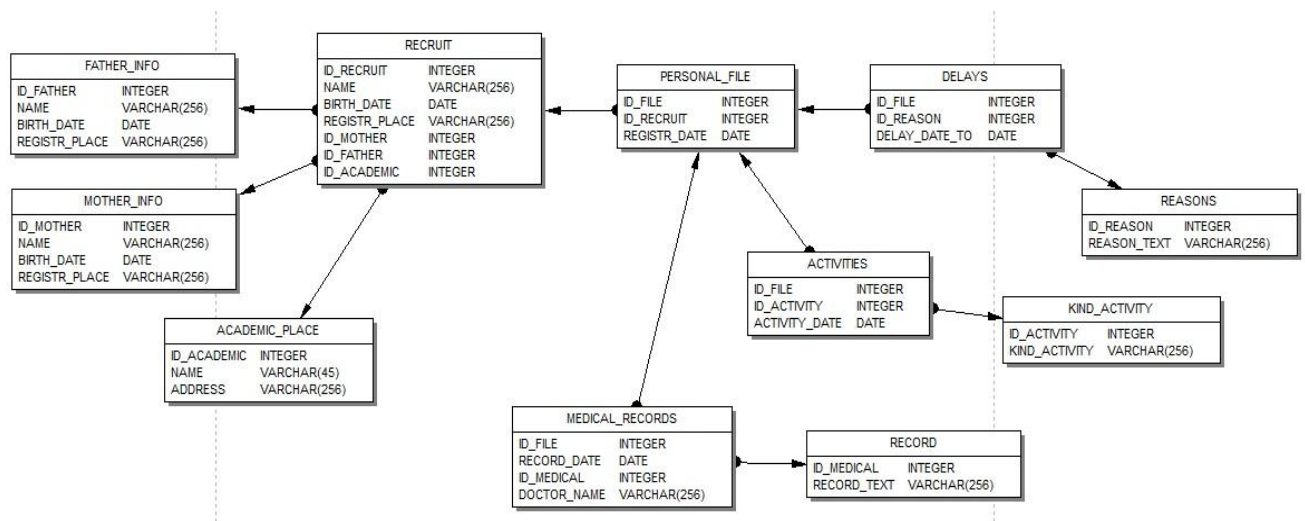 FATHER_INFO
ID_FATHER INTEGER
NAME VARCHAR(256)
BIRTH_DATE DATE
REGISTR_PLACE VARCHAR(256)
MOTHER_INFO
ID_MOTHER INTEGER
NAME VARCHAR(256)
BIRTH_DATE DATE
REGISTR_PLACE VARCHAR(256)
RECRUIT
ID_RECRUIT INTEGER
NAME VARCHAR(256)
BIRTH_DATE DATE
REGISTR_PLACE VARCHAR(256)
ID_MOTHER INTEGER
ID_FATHER INTEGER
ID_ACADEMIC INTEGER
ACADEMIC_PLACE
ID_ACADEMIC INTEGER
NAME VARCHAR(45)
ADDRESS VARCHAR(256)
PERSONAL_FILE
ID_FILE INTEGER
ID_RECRUIT INTEGER
REGISTR_DATE DATE
DELAYS
ID_FILE INTEGER
ID_REASON INTEGER
DELAY_DATE_TO DATE
REASONS
ID_REASON INTEGER
REASON_TEXT VARCHAR(256)
ACTIVITIES
ID_FILE INTEGER
ID_ACTIVITY INTEGER
ACTIVITY_DATE DATE
KIND_ACTIVITY
ID_ACTIVITY INTEGER
KIND_ACTIVITY VARCHAR(256)
MEDICAL_RECORDS
ID_FILE INTEGER
RECORD_DATE DATE
ID_MEDICAL INTEGER
DOCTOR_NAME VARCHAR(256)
RECORD
ID_MEDICAL INTEGER
RECORD_TEXT VARCHAR(256)